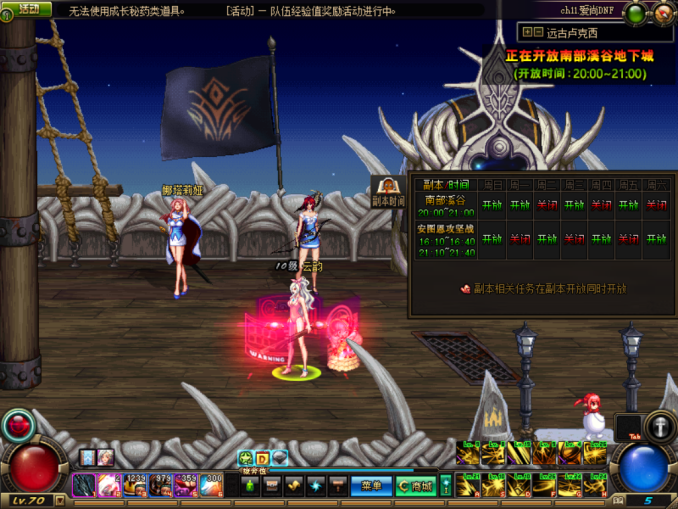 活动
无法使用成长秘药类道具。
[活动] - 队伍经验值奖励活动进行中。
ch11.爱尚DNF
远古卢克西
正在开放南部溪谷地下城
(开放时间:20:00~21:00)
副本时间
副本/时间 周日 周一 周二 周三 周四 周五 周六
南部溪谷
20:00~21:00
开放 开放 关闭 开放 关闭 开放 关闭
安图恩攻坚战
16:10~16:40
21:10~21:40
开放 关闭 开放 关闭 开放 关闭 开放
副本相关任务在副本开放同时开放
娜塔莉娅
10级 云韵
WARNING
Tab
疲劳值
1239 979 359 300
菜单
商城
Lv.70
5